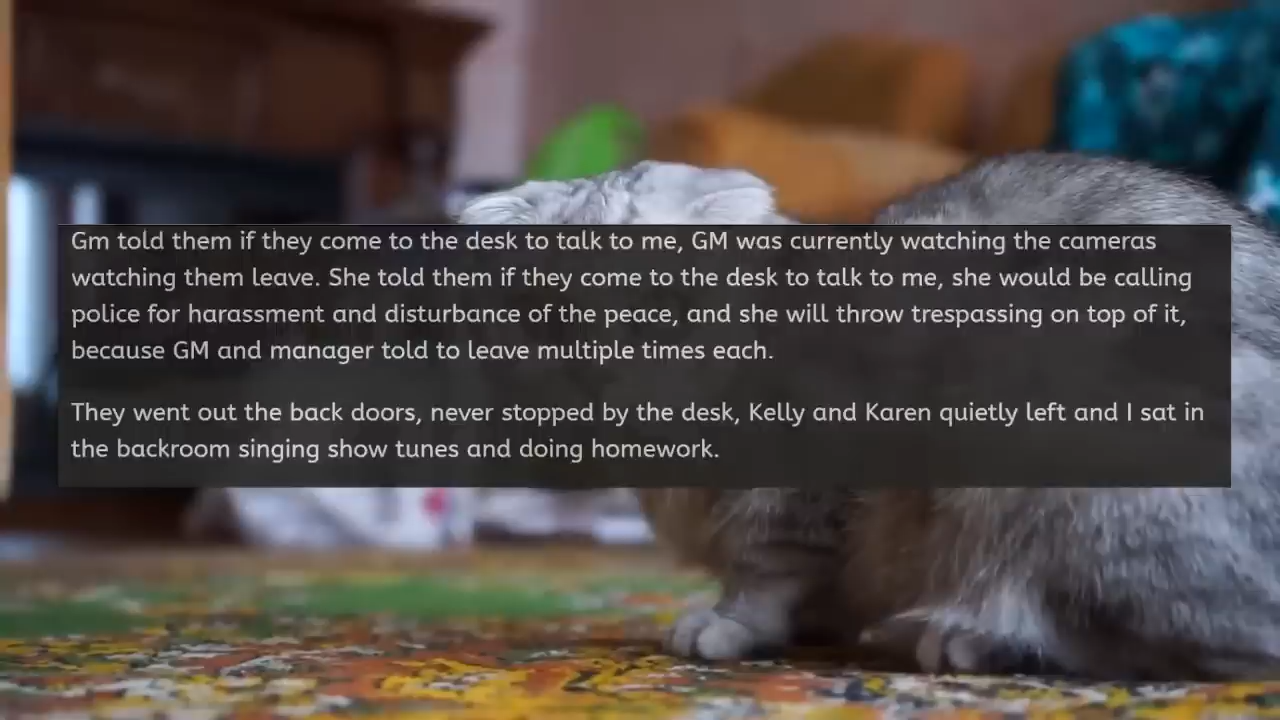 Gm told them if they come to the desk to talk to me, GM was currently watching the cameras
watching them leave. She told them if they come to the desk to talk to me, she would be calling
police for harassment and disturbance of the peace, and she will throw trespassing on top of it,
because GM and manager told to leave multiple times each.
They went out the back doors, never stopped by the desk, Kelly and Karen quietly left and I sat in
the backroom singing show tunes and doing homework.